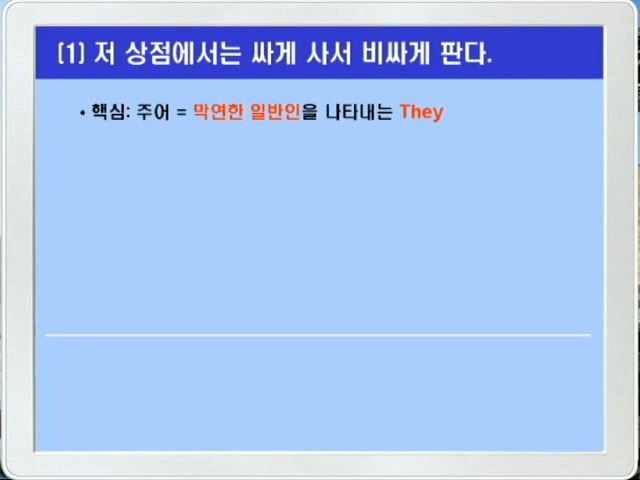 (1) 저 상점에서는 싸게 사서 비싸게 판다.
• 핵심: 주어 = 막연한 일반인을 나타내는 They